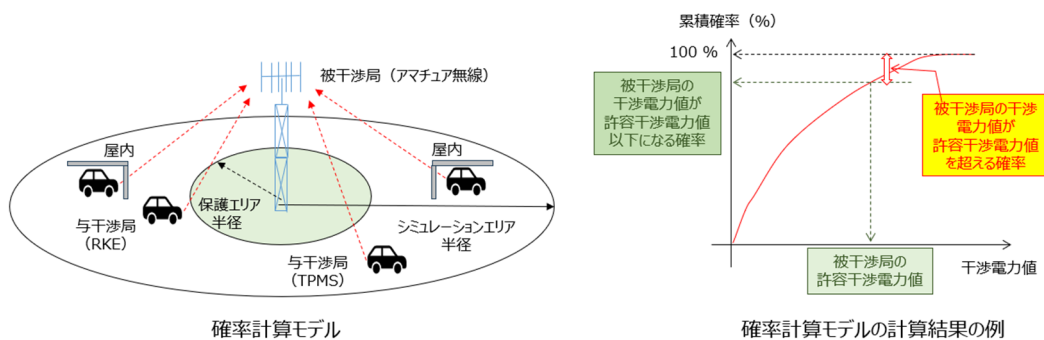 被干渉局（アマチュア無線）
屋内
屋内
保護エリア
半径
与干渉局
（RKE）
シミュレーションエリア
半径
与干渉局
（TPMS）
確率計算モデル
累積確率（%）
100 %
被干渉局の
干渉電力値が
許容干渉電力値
以下になる確率
被干渉局の干渉
電力値が
許容干渉電力値
を超える確率
被干渉局の
許容干渉電力値
干渉電力値
確率計算モデルの計算結果の例